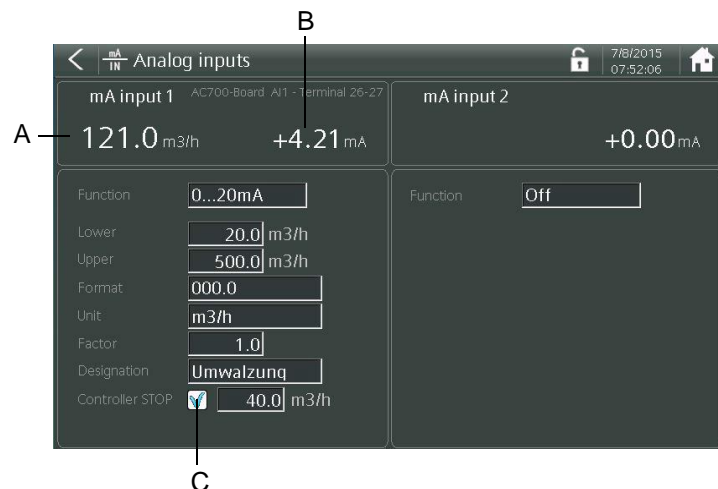 B
mA
IN
Analog inputs
7/8/2015
07:52:06
mA input 1 AC700-Board AI1 - Terminal 26-27
mA input 2
A
121.0 m3/h +4.21 mA
+0.00 mA
Function 0...20mA
Function Off
Lower 20.0 m3/h
Upper 500.0 m3/h
Format 000.0
Unit m3/h
Factor 1.0
Designation Umwalzung
Controller STOP 40.0 m3/h
C